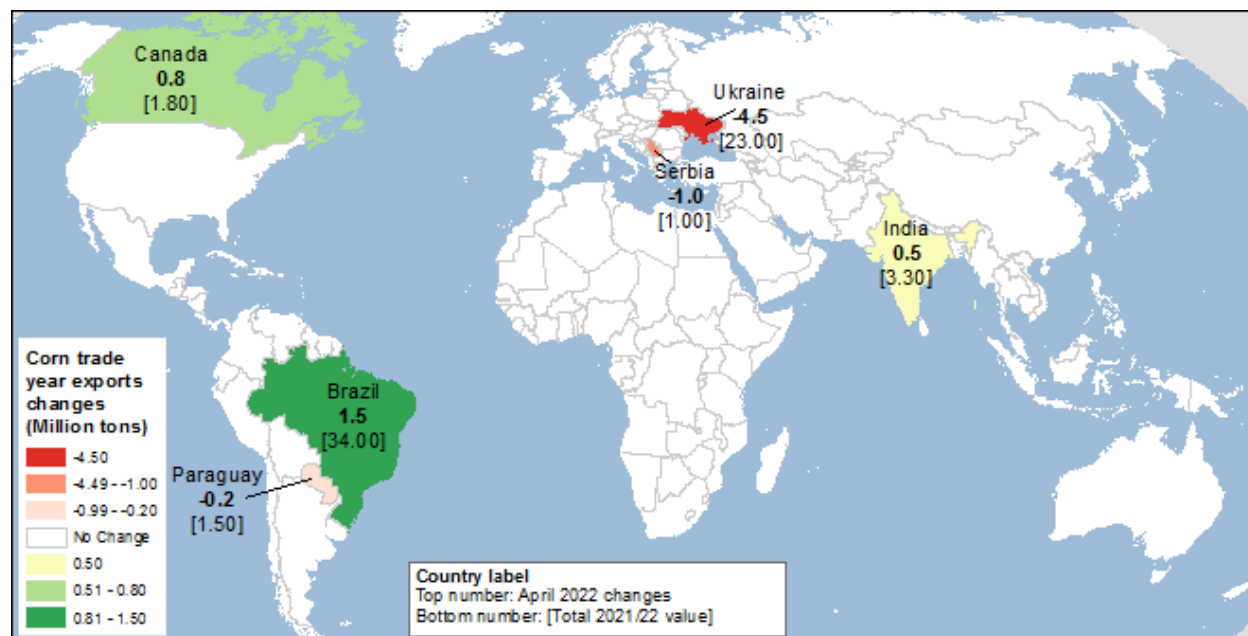 Canada
0.8
[1.80]
Ukraine
-4.5
[23.00]
Serbia
-1.0
[1.00]
India
0.5
[3.30]
Brazil
1.5
[34.00]
Paraguay
-0.2
[1.50]
Corn trade
year exports
changes
(Million tons)
-4.50
-4.49 - -1.00
-0.99 - -0.20
No Change
0.50
0.51 - 0.80
0.81 - 1.50
Country label
Top number: April 2022 changes
Bottom number: [Total 2021/22 value]